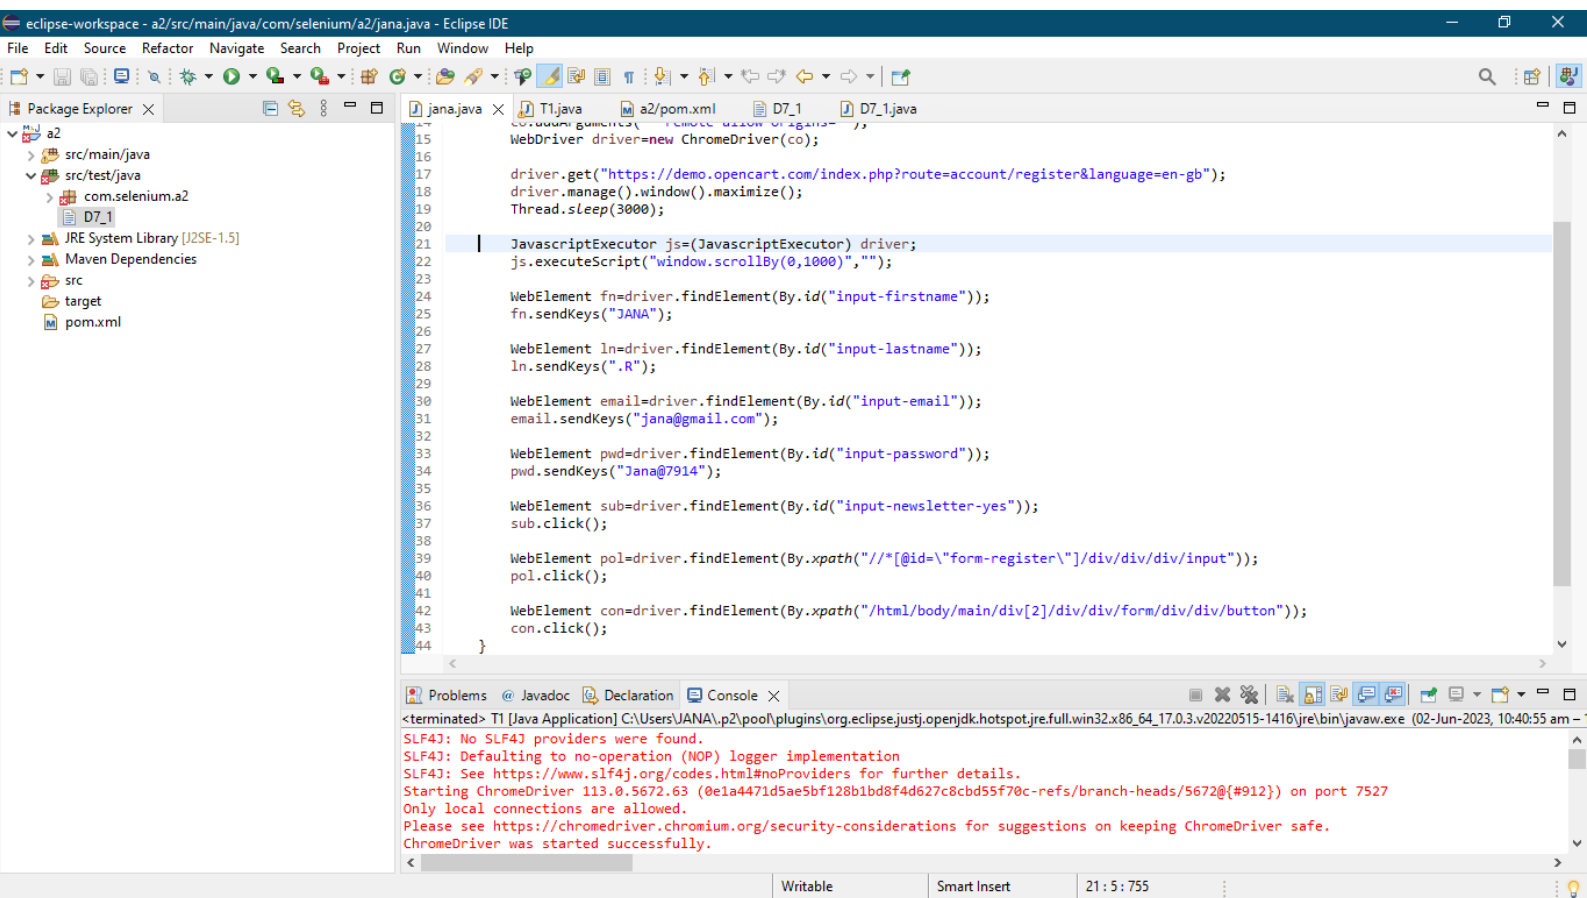 eclipse-workspace - a2/src/main/java/com/selenium/a2/jana.java - Eclipse IDE
File Edit Source Refactor Navigate Search Project Run Window Help
Package Explorer
jana.java T1.java a2/pom.xml D7_1 D7_1.java
a2
src/main/java
src/test/java
com.selenium.a2
D7_1
JRE System Library [J2SE-1.5]
Maven Dependencies
src
target
pom.xml
14 co.addArguments("--remote-allow-origins=*");
15 WebDriver driver=new ChromeDriver(co);
16
17 driver.get("https://demo.opencart.com/index.php?route=account/register&language=en-gb");
18 driver.manage().window().maximize();
19 Thread.sleep(3000);
20
21 JavascriptExecutor js=(JavascriptExecutor) driver;
22 js.executeScript("window.scrollBy(0,1000)","");
23
24 WebElement fn=driver.findElement(By.id("input-firstname"));
25 fn.sendKeys("JANA");
26
27 WebElement ln=driver.findElement(By.id("input-lastname"));
28 ln.sendKeys(".R");
29
30 WebElement email=driver.findElement(By.id("input-email"));
31 email.sendKeys("jana@gmail.com");
32
33 WebElement pwd=driver.findElement(By.id("input-password"));
34 pwd.sendKeys("Jana@7914");
35
36 WebElement sub=driver.findElement(By.id("input-newsletter-yes"));
37 sub.click();
38
39 WebElement pol=driver.findElement(By.xpath("//*[@id=\"form-register\"]/div/div/div/input"));
40 pol.click();
41
42 WebElement con=driver.findElement(By.xpath("/html/body/main/div[2]/div/div/form/div/div/button"));
43 con.click();
44 }
Problems @ Javadoc Declaration Console
<terminated> T1 [Java Application] C:\Users\JANA\.p2\pool\plugins\org.eclipse.justj.openjdk.hotspot.jre.full.win32.x86_64_17.0.3.v20220515-1416\jre\bin\javaw.exe (02-Jun-2023, 10:40:55 am –
SLF4J: No SLF4J providers were found.
SLF4J: Defaulting to no-operation (NOP) logger implementation
SLF4J: See https://www.slf4j.org/codes.html#noProviders for further details.
Starting ChromeDriver 113.0.5672.63 (0e1a4471d5ae5bf128b1bd8f4d627c8cbd55f70c-refs/branch-heads/5672@{#912}) on port 7527
Only local connections are allowed.
Please see https://chromedriver.chromium.org/security-considerations for suggestions on keeping ChromeDriver safe.
ChromeDriver was started successfully.
Writable Smart Insert 21 : 5 : 755